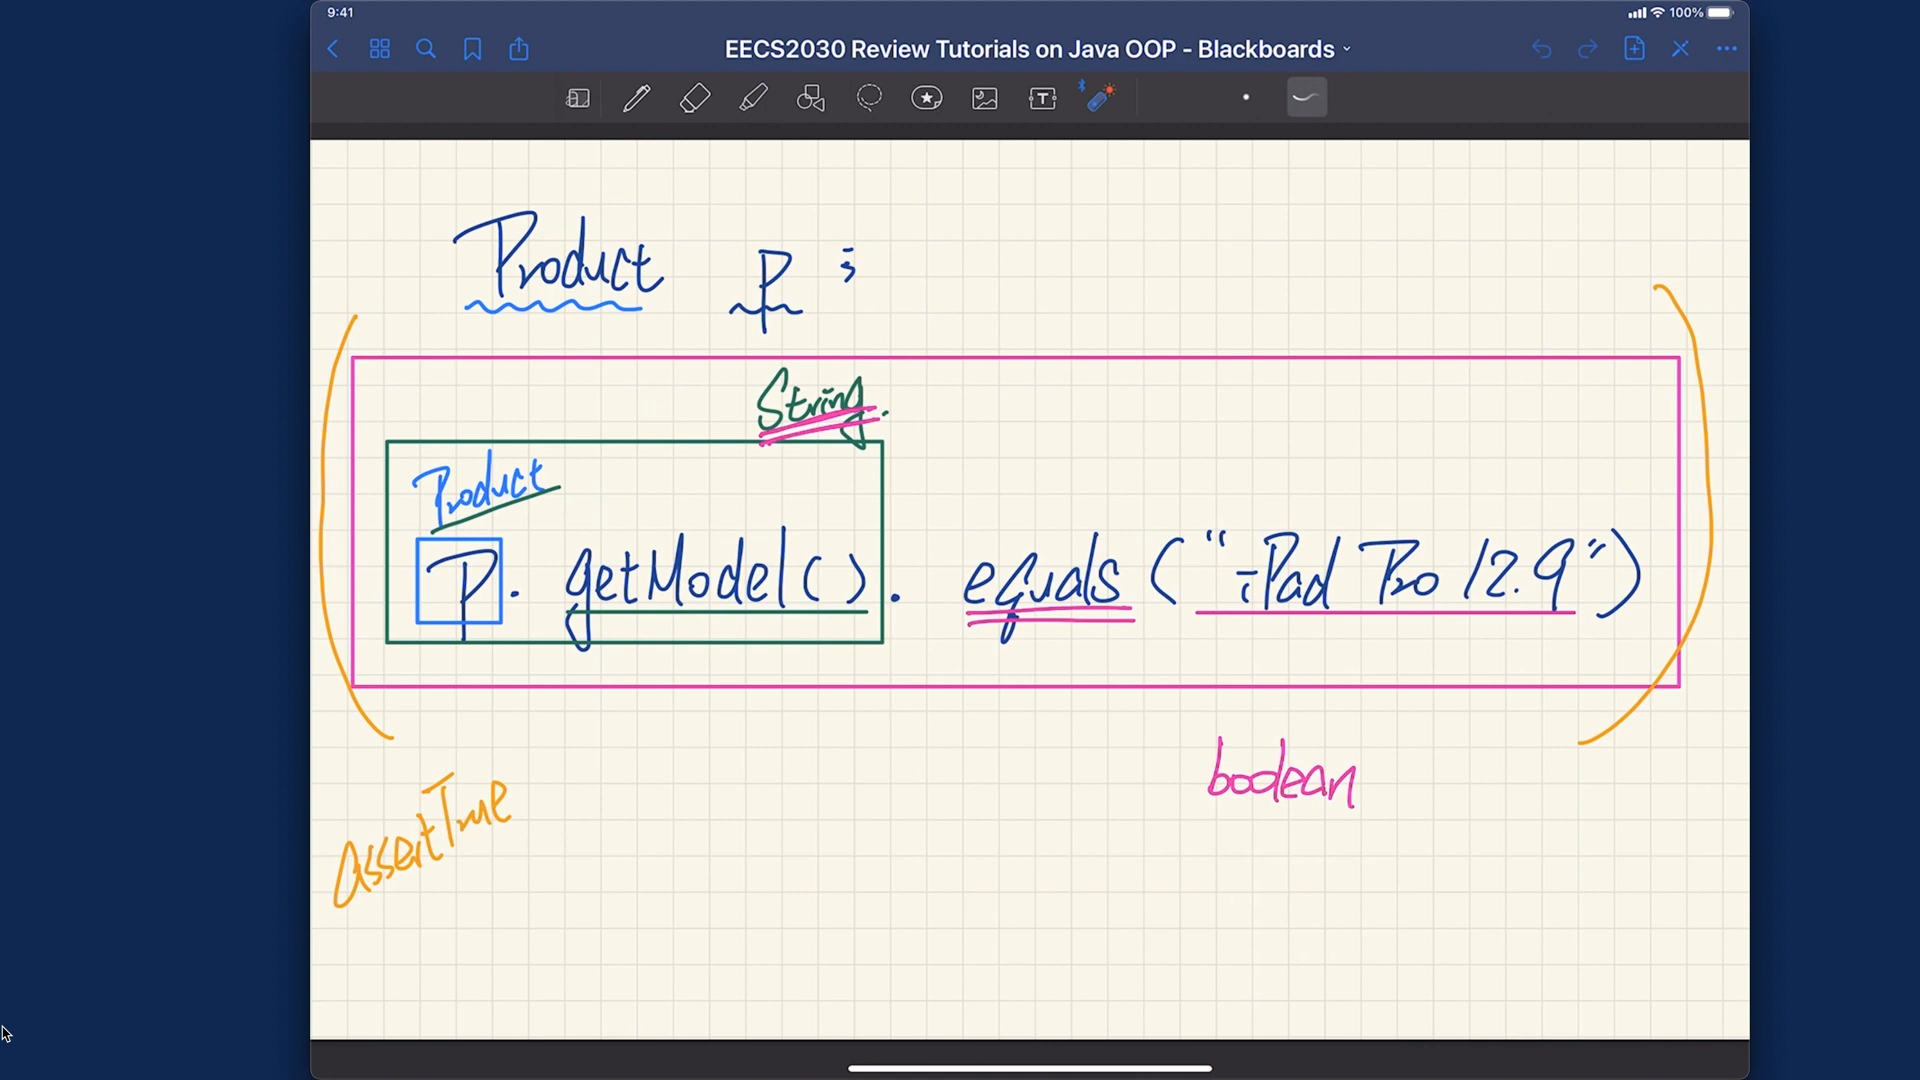 9:41
100%
EECS2030 Review Tutorials on Java OOP - Blackboards
Product P ;
String.
Product
P. getModel(). equals ("iPad Pro 12.9")
boolean
assertTrue